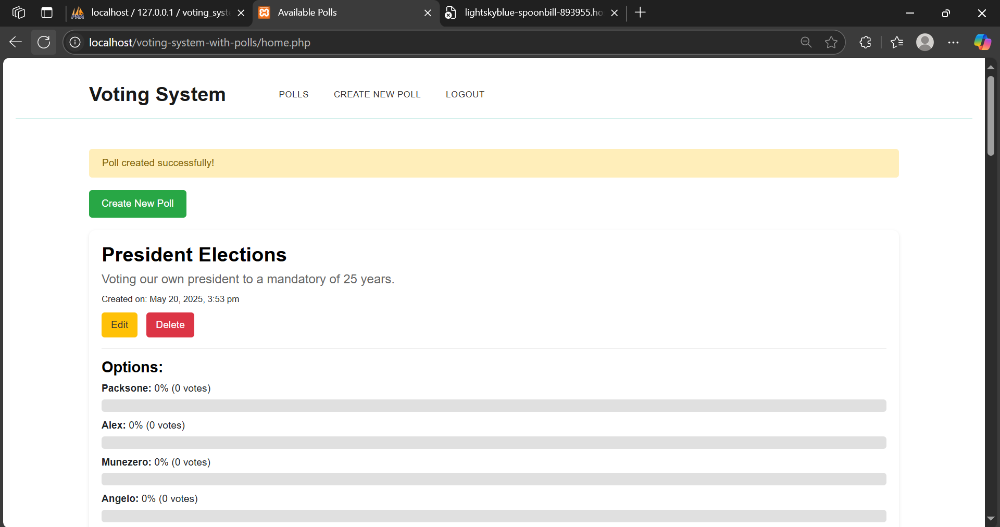 localhost / 127.0.0.1 / voting_syst
Available Polls
lightskyblue-spoonbill-893955.ho
localhost/voting-system-with-polls/home.php
Voting System
POLLS
CREATE NEW POLL
LOGOUT
Poll created successfully!
Create New Poll
President Elections
Voting our own president to a mandatory of 25 years.
Created on: May 20, 2025, 3:53 pm
Edit
Delete
Options:
Packsone: 0% (0 votes)
Alex: 0% (0 votes)
Munezero: 0% (0 votes)
Angelo: 0% (0 votes)